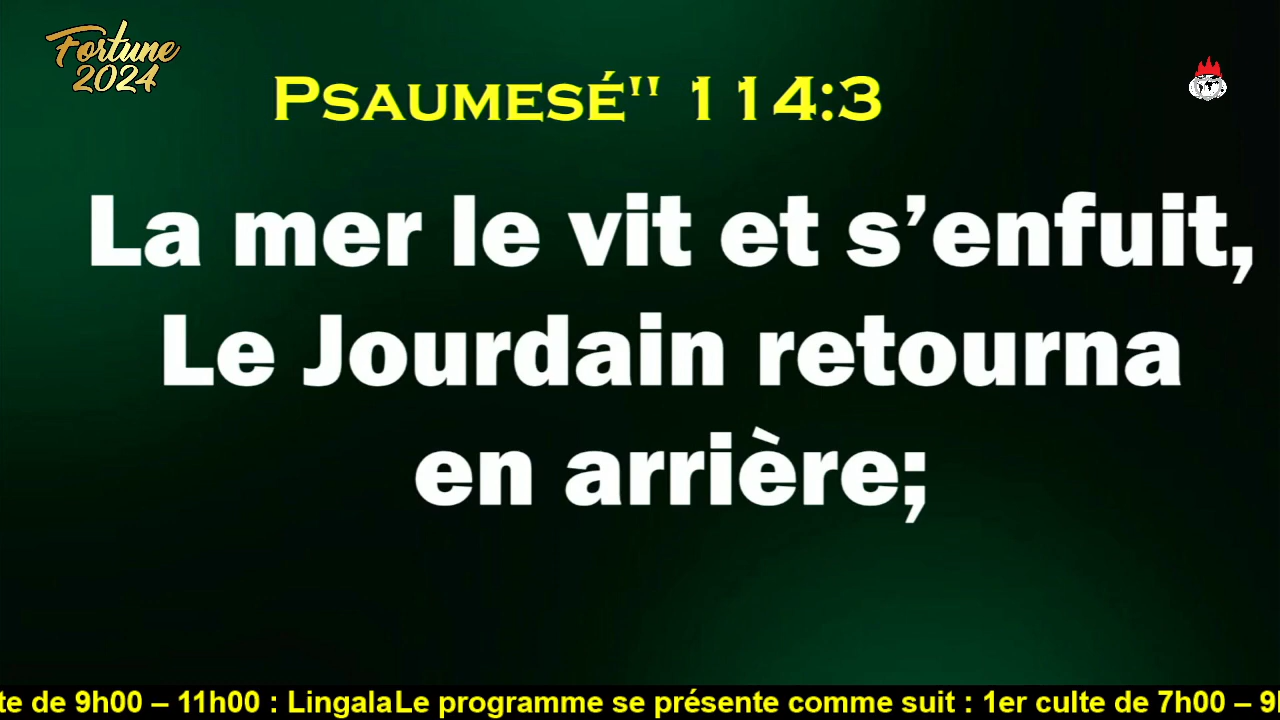 Fortune
2024
PSAUMESÉ" 114:3
La mer le vit et s’enfuit,
Le Jourdain retourna
en arrière;
te de 9h00 – 11h00 : LingalaLe programme se présente comme suit : 1er culte de 7h00 – 9